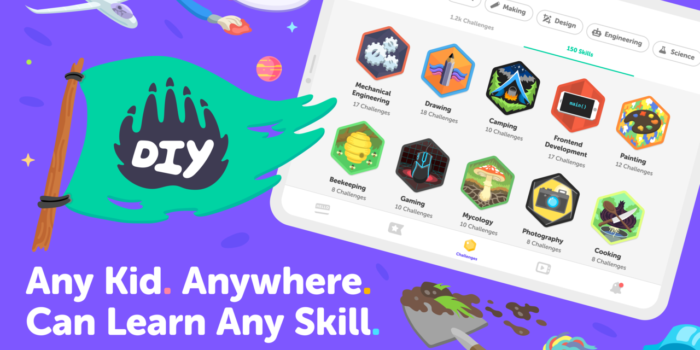 Making
Design
Engineering
Science
1.2k Challenges
150 Skills
Mechanical
Engineering
17 Challenges
Drawing
18 Challenges
Camping
10 Challenges
main()
Frontend
Development
17 Challenges
Painting
12 Challenges
Beekeeping
8 Challenges
Gaming
10 Challenges
Mycology
10 Challenges
Photography
8 Challenges
Cooking
8 Challenges
Challenges
DIY
Any Kid. Anywhere.
Can Learn Any Skill.